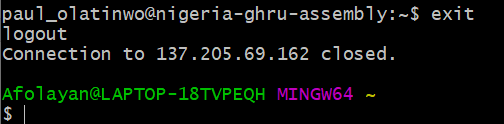 paul_olatinwo@nigeria-ghru-assembly:~$ exit
logout
Connection to 137.205.69.162 closed.
Afolayan@LAPTOP-18TVPEQH MINGW64 ~
$